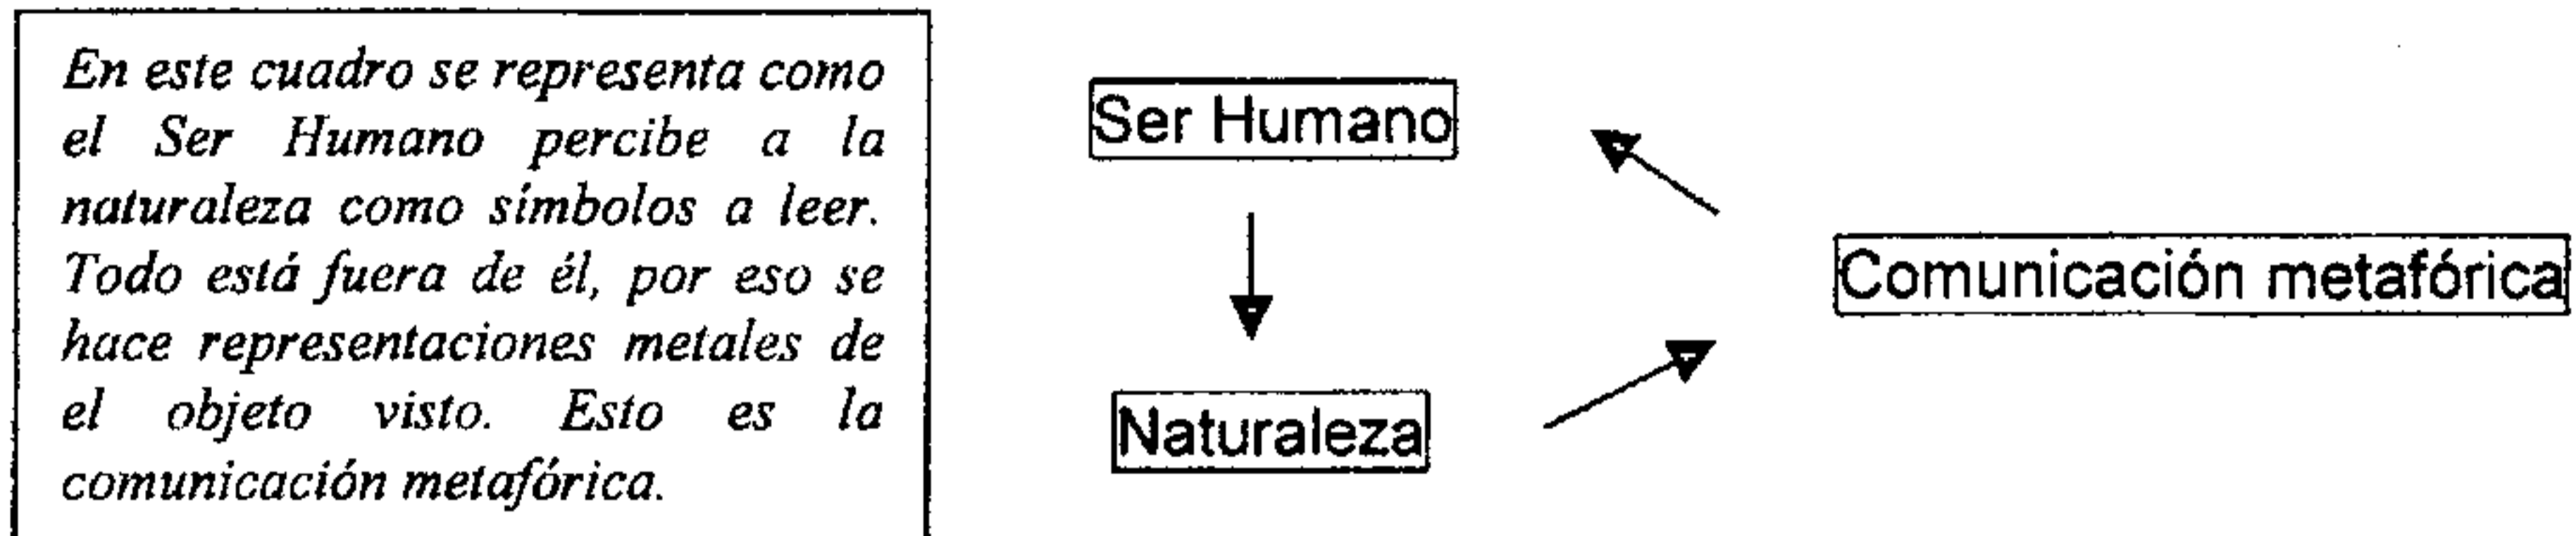 En este cuadro se representa como
el Ser Humano percibe a la
naturaleza como símbolos a leer.
Todo está fuera de él, por eso se
hace representaciones metales de
el objeto visto. Esto es la
comunicación metafórica.
Ser Humano
Comunicación metafórica
Naturaleza